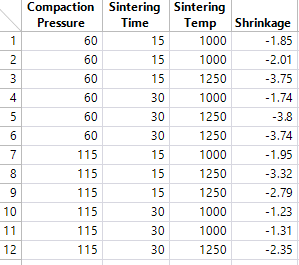 Compaction Sintering Sintering
Pressure Time Temp Shrinkage
1 60 15 1000 -1.85
2 60 15 1000 -2.01
3 60 15 1250 -3.75
4 60 30 1000 -1.74
5 60 30 1250 -3.8
6 60 30 1250 -3.74
7 115 15 1000 -1.95
8 115 15 1250 -3.32
9 115 15 1250 -2.79
10 115 30 1000 -1.23
11 115 30 1000 -1.31
12 115 30 1250 -2.35